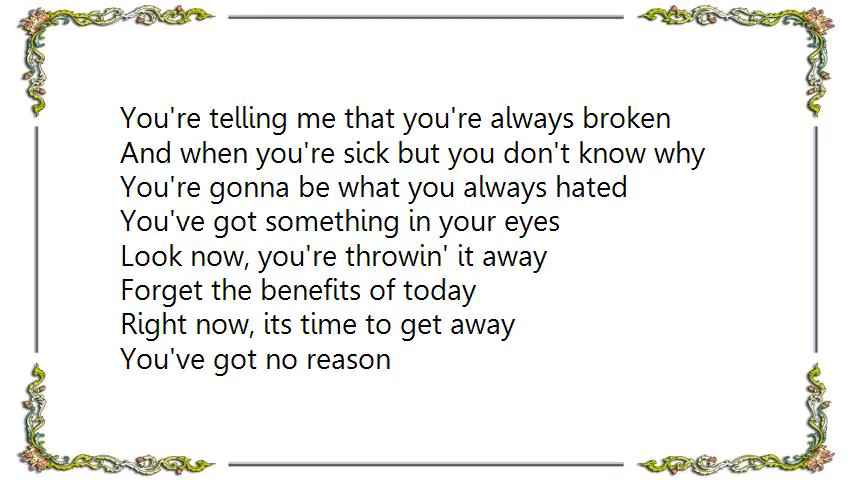 You're telling me that you're always broken
And when you're sick but you don't know why
You're gonna be what you always hated
You've got something in your eyes
Look now, you're throwin' it away
Forget the benefits of today
Right now, its time to get away
You've got no reason